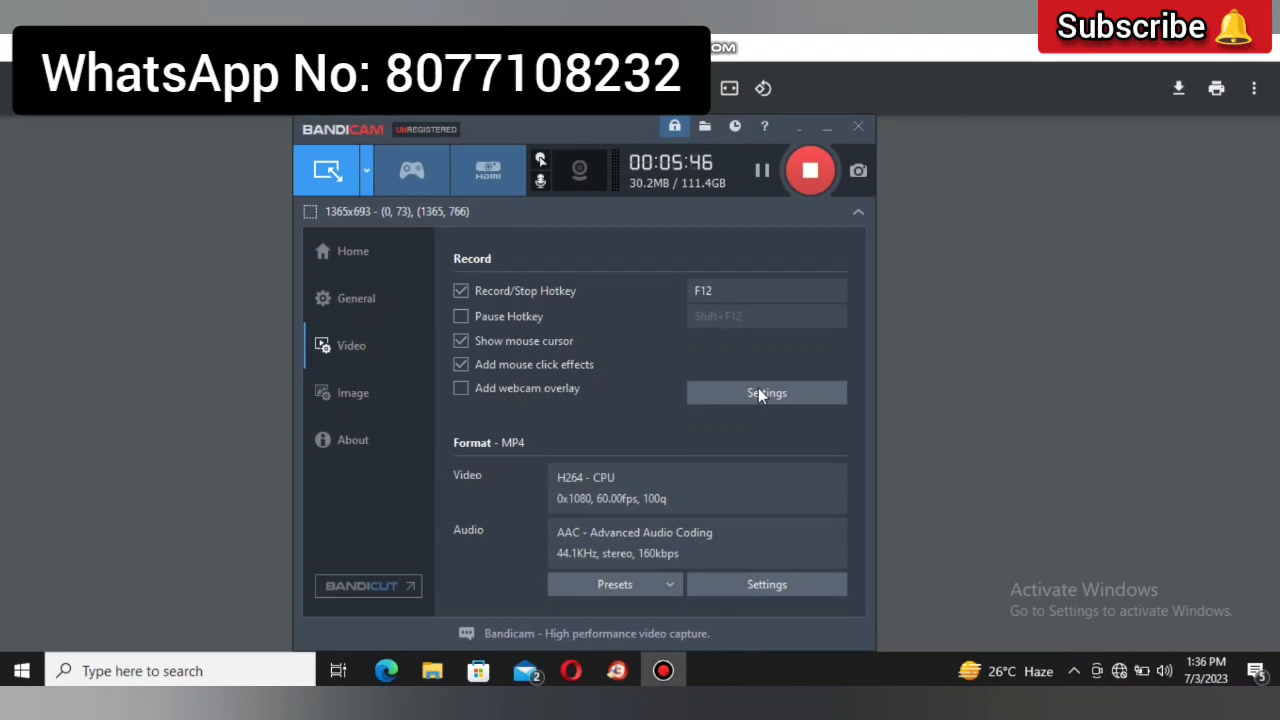 Subscribe
WhatsApp No: 8077108232
OM
BANDICAM UNREGISTERED
?
HDMI
00:05:46
30.2MB / 111.4GB
1365x693 - (0, 73), (1365, 766)
Home
General
Video
Image
About
BANDICUT
Record
Record/Stop Hotkey F12
Pause Hotkey Shift+F12
Show mouse cursor
Add mouse click effects
Add webcam overlay
Settings
Format - MP4
Video
H264 - CPU
0x1080, 60.00fps, 100q
Audio
AAC - Advanced Audio Coding
44.1KHz, stereo, 160kbps
Presets Settings
Bandicam - High performance video capture.
Activate Windows
Go to Settings to activate Windows.
Type here to search
2
26°C Haze
1:36 PM
7/3/2023
5